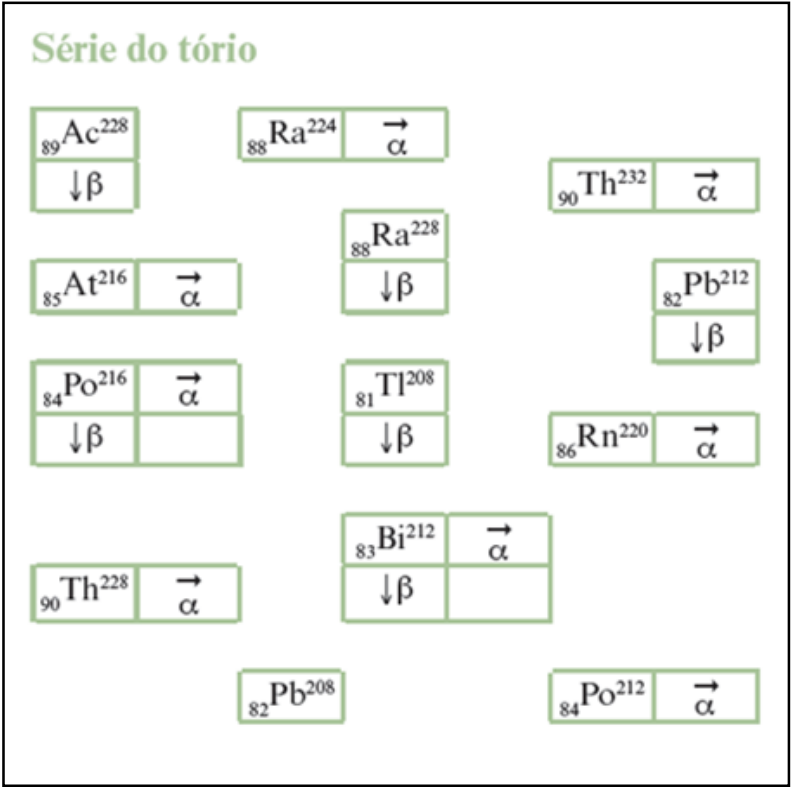 Série do tório
₈₉Ac²²⁸ ₈₈Ra²²⁴ → α
↓β ₉₀Th²³² → α
₈₈Ra²²⁸
₈₅At²¹⁶ → α ↓β ₈₂Pb²¹²
↓β
₈₄Po²¹⁶ → α ₈₁Tl²⁰⁸
↓β ↓β ₈₆Rn²²⁰ → α
₈₃Bi²¹² → α
₉₀Th²²⁸ → α ↓β
₈₂Pb²⁰⁸ ₈₄Po²¹² → α